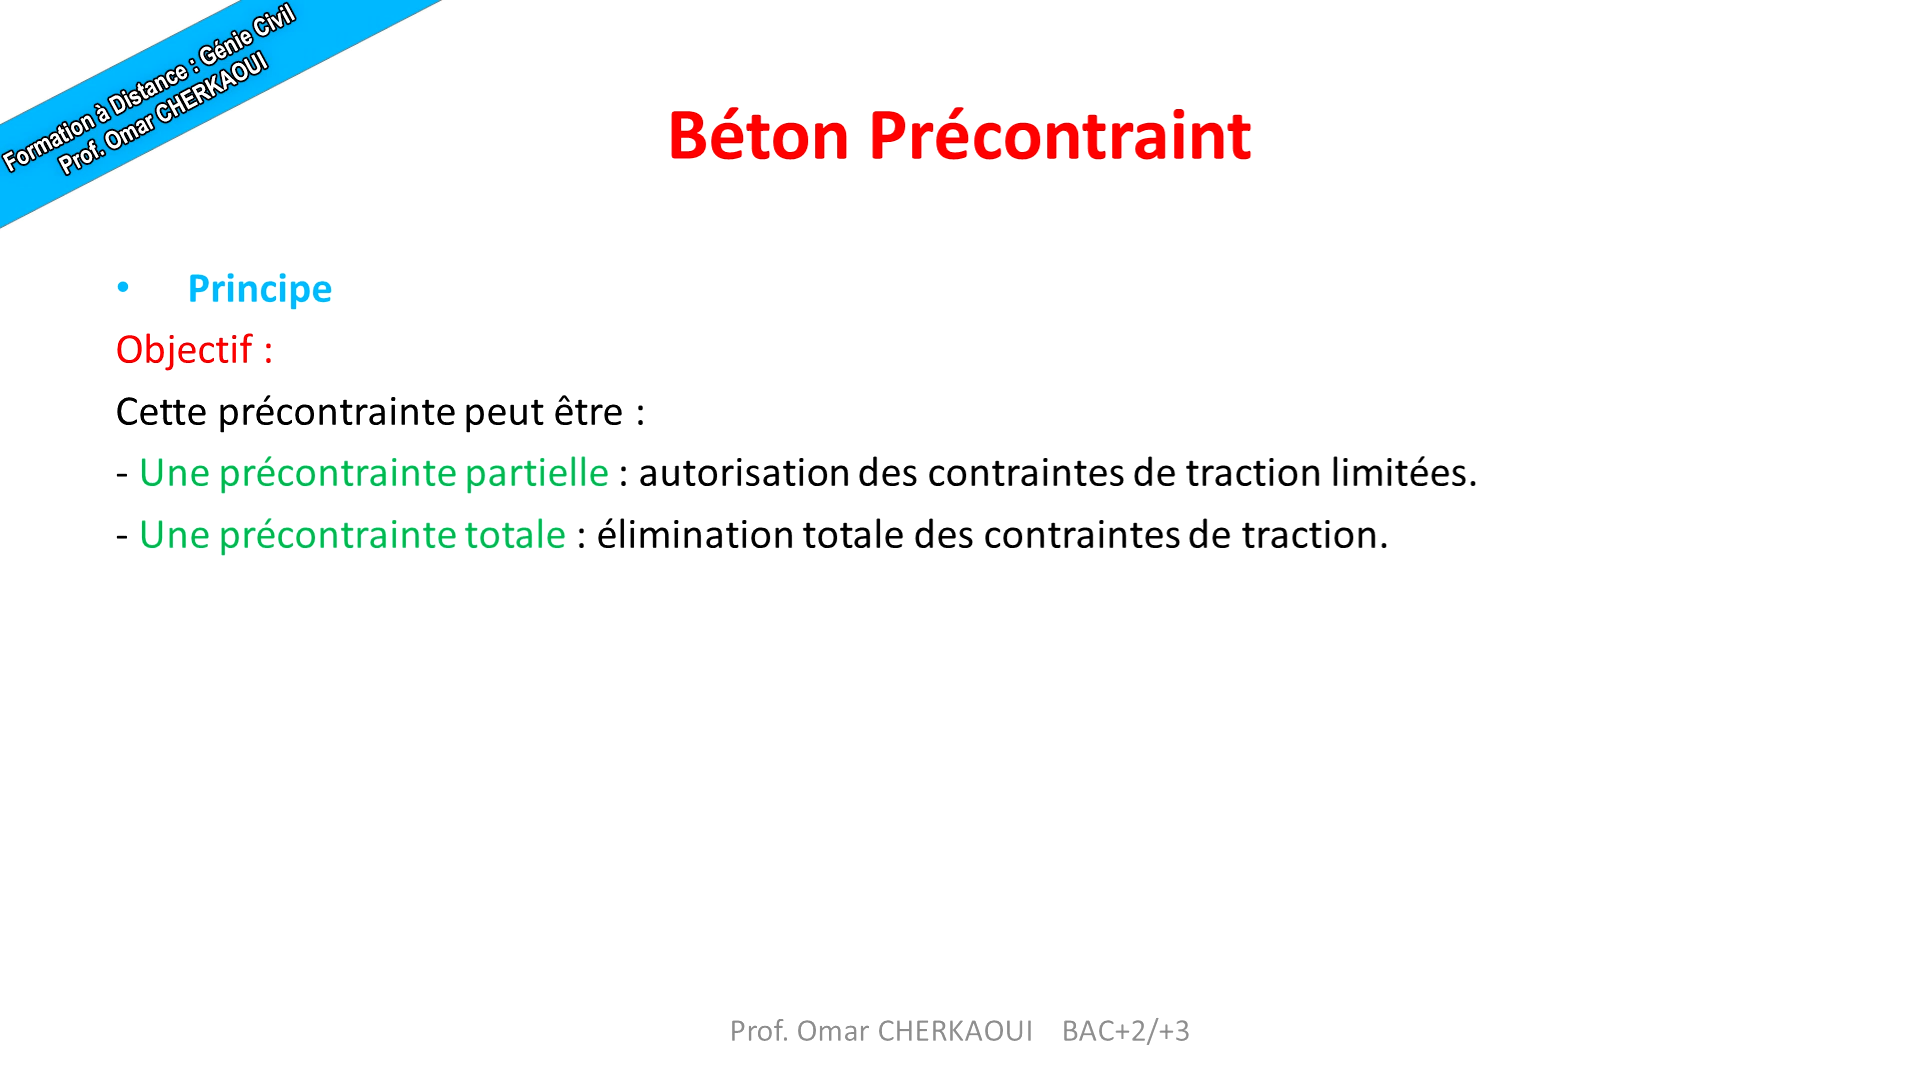 Formation à Distance : Génie Civil
Prof. Omar CHERKAOUI
Béton Précontraint
• Principe
Objectif :
Cette précontrainte peut être :
- Une précontrainte partielle : autorisation des contraintes de traction limitées.
- Une précontrainte totale : élimination totale des contraintes de traction.
Prof. Omar CHERKAOUI BAC+2/+3